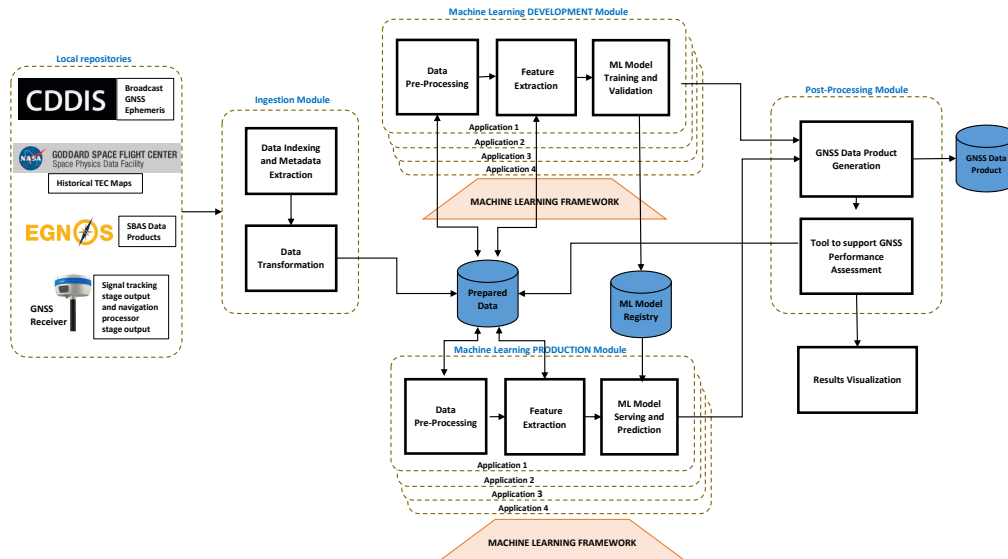 Local repositories
CDDIS
Broadcast
GNSS
Ephemeris
NASA
GODDARD SPACE FLIGHT CENTER
Space Physics Data Facility
Historical TEC Maps
EGNOS
SBAS Data
Products
GNSS
Receiver
Signal tracking
stage output
and navigation
processor
stage output
Ingestion Module
Data Indexing and
Metadata
Extraction
Data
Transformation
Machine Learning DEVELOPMENT Module
Data
Pre-Processing
Feature
Extraction
ML Model
Training and
Validation
Application 1
Application 2
Application 3
Application 4
MACHINE LEARNING FRAMEWORK
Prepared
Data
ML Model
Registry
Machine Learning PRODUCTION Module
Data
Pre-Processing
Feature
Extraction
ML Model
Serving and
Prediction
Application 1
Application 2
Application 3
Application 4
MACHINE LEARNING FRAMEWORK
Post-Processing Module
GNSS Data Product
Generation
GNSS Data
Product
Tool to support GNSS
Performance
Assessment
Results Visualization